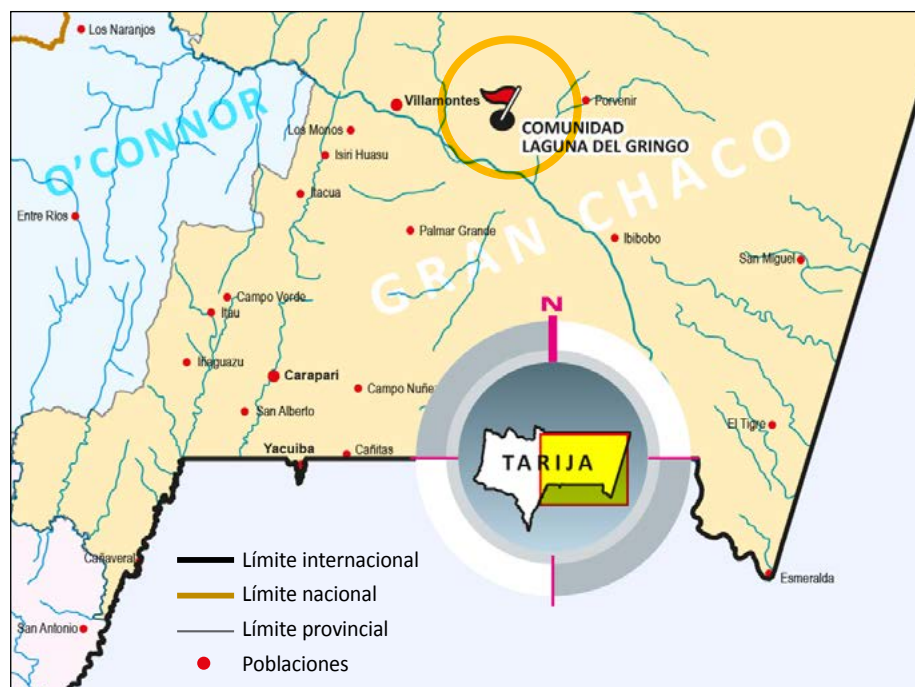 Los Naranjos
Villamontes
Porvenir
COMUNIDAD
LAGUNA DEL GRINGO
Los Monos
O'CONNOR
Isiri Huasu
Itacua
Entre Ríos
Palmar Grande
Ibibobo
GRAN CHACO
San Miguel
Campo Verde
Itau
N
Iñaguazu
Carapari
Campo Nuñez
San Alberto
El Tigre
Yacuiba
Cañitas
TARIJA
Cañaveral
Límite internacional
Esmeralda
Límite nacional
San Antonio
Límite provincial
Poblaciones